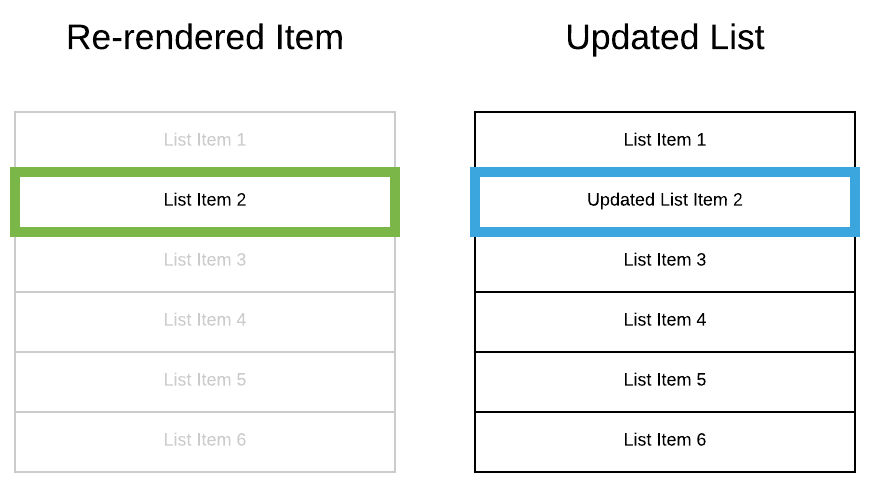 Re-rendered Item
List Item 1
List Item 2
List Item 3
List Item 4
List Item 5
List Item 6
Updated List
List Item 1
Updated List Item 2
List Item 3
List Item 4
List Item 5
List Item 6